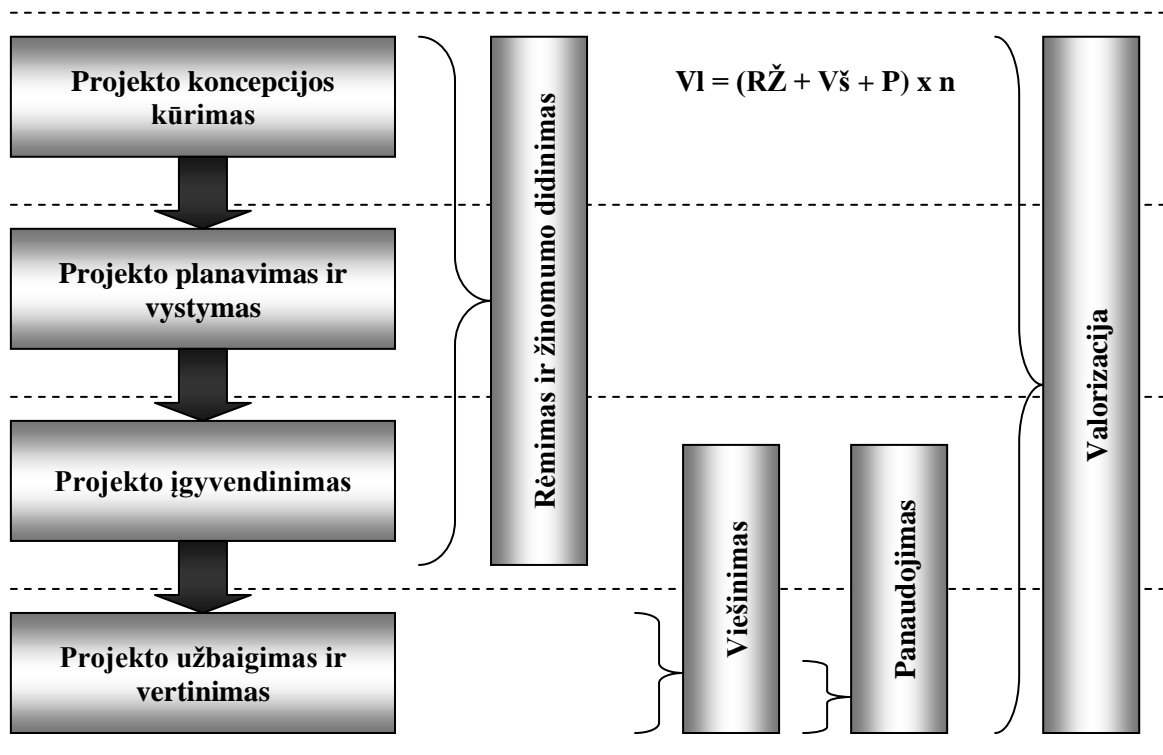 Projekto koncepcijos
kūrimas
Vl = (RŽ + Vš + P) x n
Rėmimas ir žinomumo didinimas
Valorizacija
Projekto planavimas ir
vystymas
Projekto įgyvendinimas
Viešinimas
Panaudojimas
Projekto užbaigimas ir
vertinimas